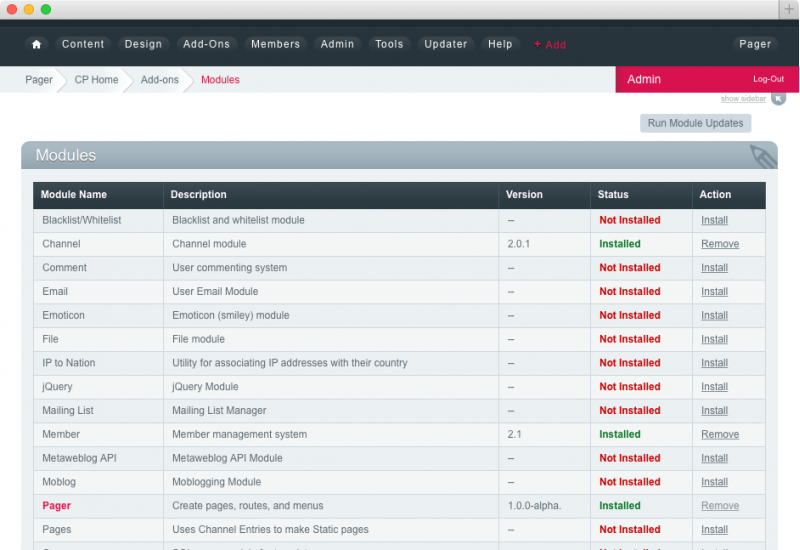 Content Design Add-Ons Members Admin Tools Updater Help + Add Pager
Pager CP Home Add-ons Modules Admin Log-Out
show sidebar
Run Module Updates
Modules
Module Name Description Version Status Action
Blacklist/Whitelist Blacklist and whitelist module -- Not Installed Install
Channel Channel module 2.0.1 Installed Remove
Comment User commenting system -- Not Installed Install
Email User Email Module -- Not Installed Install
Emoticon Emoticon (smiley) module -- Not Installed Install
File File module -- Not Installed Install
IP to Nation Utility for associating IP addresses with their country -- Not Installed Install
jQuery jQuery Module -- Not Installed Install
Mailing List Mailing List Manager -- Not Installed Install
Member Member management system 2.1 Installed Remove
Metaweblog API Metaweblog API Module -- Not Installed Install
Moblog Moblogging Module -- Not Installed Install
Pager Create pages, routes, and menus 1.0.0-alpha. Installed Remove
Pages Uses Channel Entries to make Static pages -- Not Installed Install